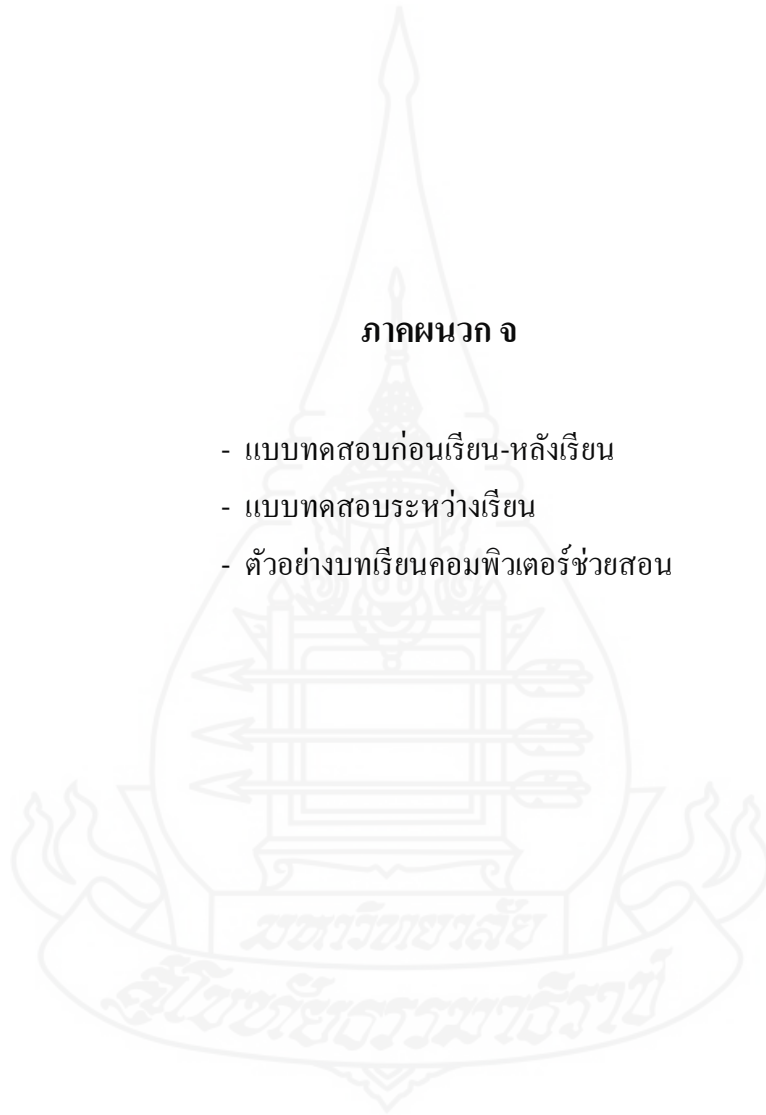 ภาคผนวก จ
- แบบทดสอบก่อนเรียน-หลังเรียน
- แบบทดสอบระหว่างเรียน
- ตัวอย่างบทเรียนคอมพิวเตอร์ช่วยสอน
มหาวิทยาลัย
สุโขทัยธรรมาธิราช